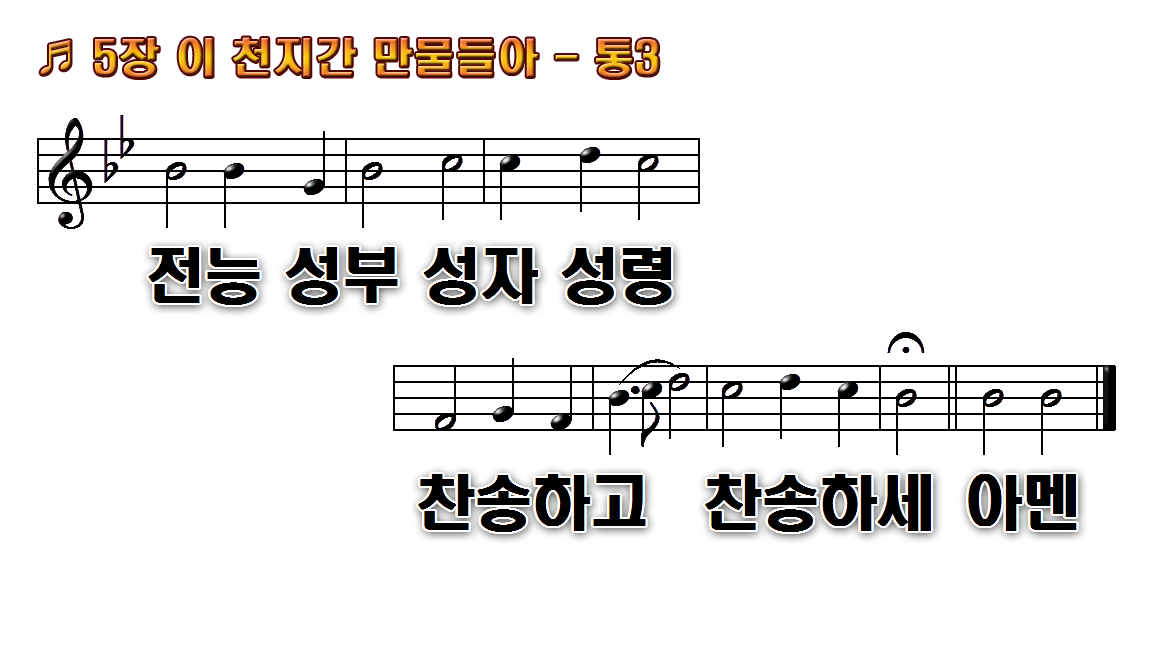 ♬ 5장 이 천지간 만물들아 - 통3
전능 성부 성자 성령
찬송하고 찬송하세 아멘